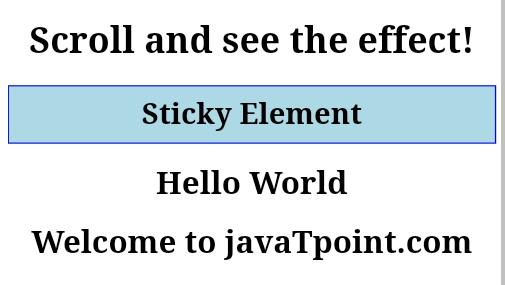 Scroll and see the effect!
Sticky Element
Hello World
Welcome to javaTpoint.com